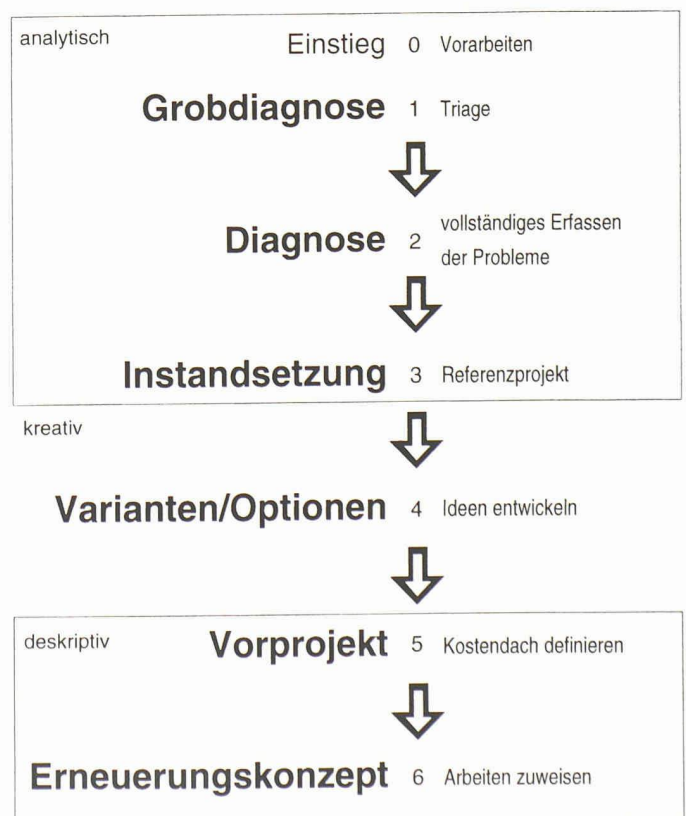 analytisch
Einstieg 0 Vorarbeiten
Grobdiagnose 1 Triage
Diagnose 2 vollständiges Erfassen
der Probleme
Instandsetzung 3 Referenzprojekt
kreativ
Varianten/Optionen 4 Ideen entwickeln
deskriptiv
Vorprojekt 5 Kostendach definieren
Erneuerungskonzept 6 Arbeiten zuweisen